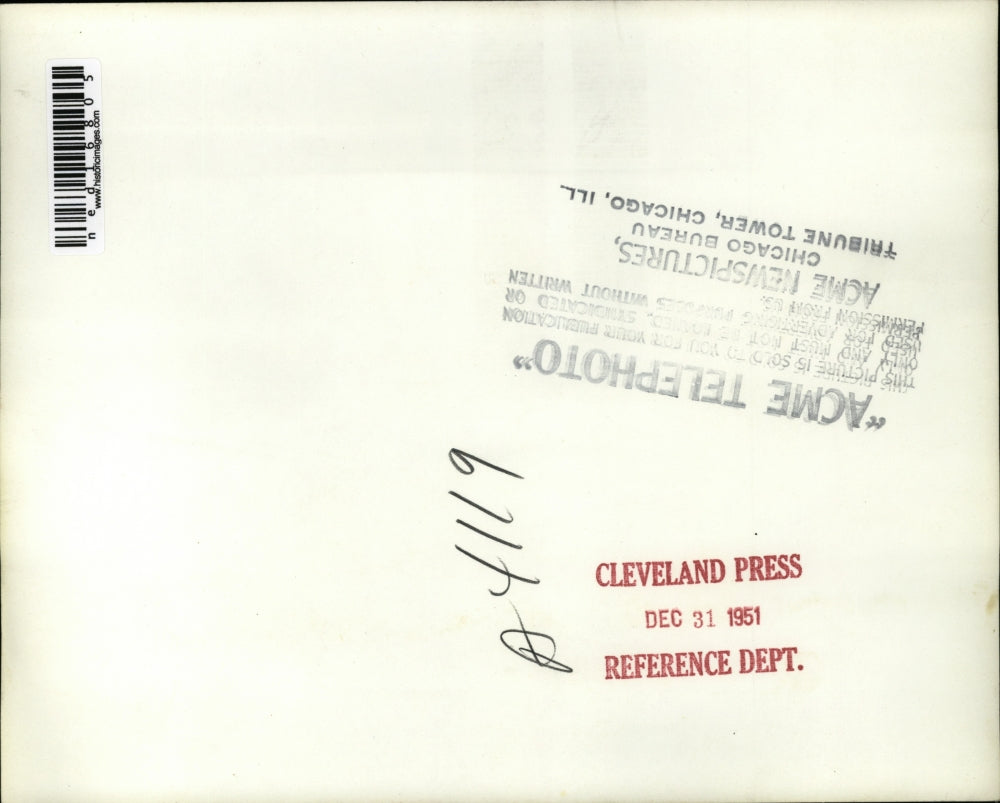 ned16805
www.historicimages.com
"ACME TELEPHOTO"
THIS PICTURE IS SOLD TO YOU FOR YOUR PUBLICATION
ONLY AND MUST NOT BE LOANED, SYNDICATED OR
USED FOR ADVERTISING PURPOSES WITHOUT WRITTEN
PERMISSION FROM US.
ACME NEWSPICTURES,
CHICAGO BUREAU
TRIBUNE TOWER, CHICAGO, ILL.
4119
CLEVELAND PRESS
DEC 31 1951
REFERENCE DEPT.